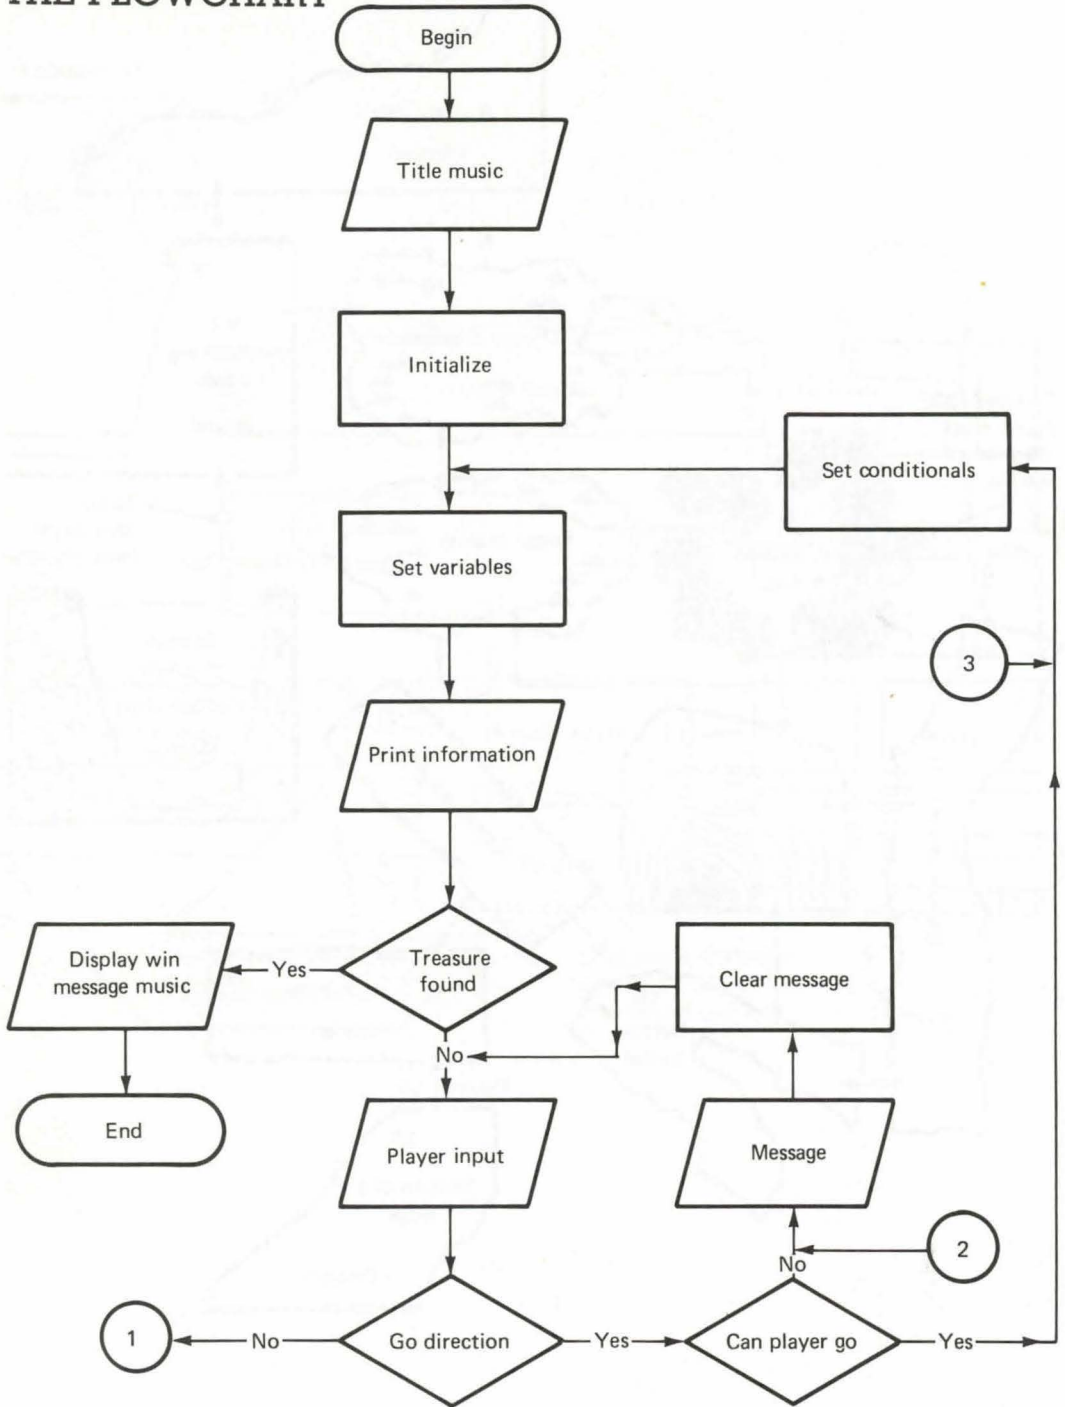 THE FLOWCHART
Begin
Title music
Initialize
Set conditionals
Set variables
3
Print information
Display win
message music
Yes
Treasure
found
Clear message
No
End
Player input
Message
2
No
1
No
Go direction
Yes
Can player go
Yes